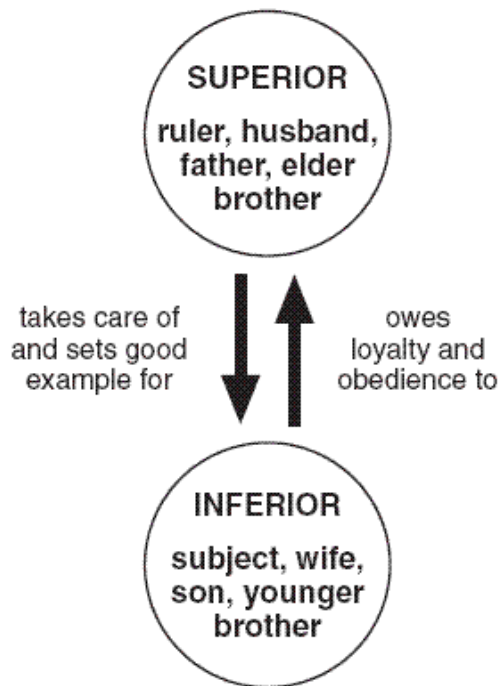 SUPERIOR
ruler, husband,
father, elder
brother
takes care of
and sets good
example for
owes
loyalty and
obedience to
INFERIOR
subject, wife,
son, younger
brother